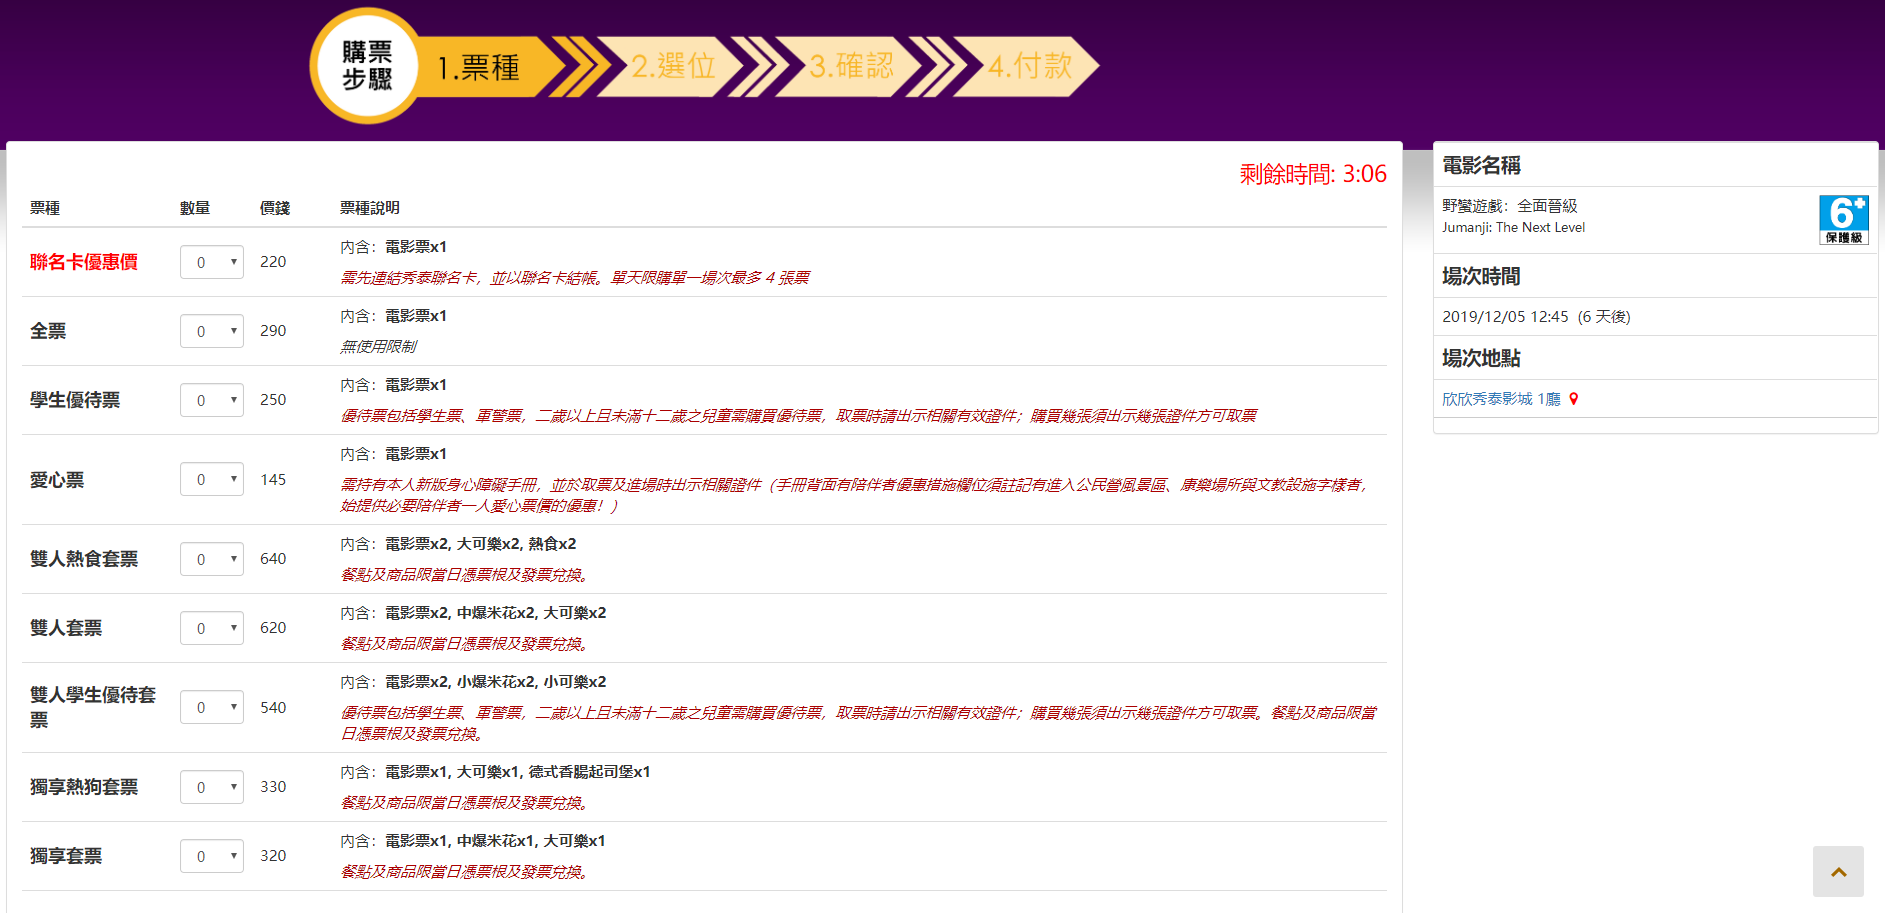 購票
步驟
1.票種
2.選位
3.確認
4.付款
剩餘時間: 3:06
票種 數量 價錢 票種說明
聯名卡優惠價 0 220 內含：電影票x1
需先連結秀泰聯名卡，並以聯名卡結帳。單天限購單一場次最多 4 張票
全票 0 290 內含：電影票x1
無使用限制
學生優待票 0 250 內含：電影票x1
優待票包括學生票、軍警票，二歲以上且未滿十二歲之兒童需購買優待票，取票時請出示相關有效證件；購買幾張須出示幾張證件方可取票
愛心票 0 145 內含：電影票x1
需持有本人新版身心障礙手冊，並於取票及進場時出示相關證件（手冊背面有陪伴者優惠措施欄位須註記有進入公民營風景區、康樂場所與文教設施字樣者，
始提供必要陪伴者一人愛心票價的優惠！）
雙人熱食套票 0 640 內含：電影票x2, 大可樂x2, 熱食x2
餐點及商品限當日憑票根及發票兌換。
雙人套票 0 620 內含：電影票x2, 中爆米花x2, 大可樂x2
餐點及商品限當日憑票根及發票兌換。
雙人學生優待套
票 0 540 內含：電影票x2, 小爆米花x2, 小可樂x2
優待票包括學生票、軍警票，二歲以上且未滿十二歲之兒童需購買優待票，取票時請出示相關有效證件；購買幾張須出示幾張證件方可取票。餐點及商品限當
日憑票根及發票兌換。
獨享熱狗套票 0 330 內含：電影票x1, 大可樂x1, 德式香腸起司堡x1
餐點及商品限當日憑票根及發票兌換。
獨享套票 0 320 內含：電影票x1, 中爆米花x1, 大可樂x1
餐點及商品限當日憑票根及發票兌換。
電影名稱
野蠻遊戲：全面晉級
Jumanji: The Next Level
6+
保護級
場次時間
2019/12/05 12:45 (6 天後)
場次地點
欣欣秀泰影城 1廳